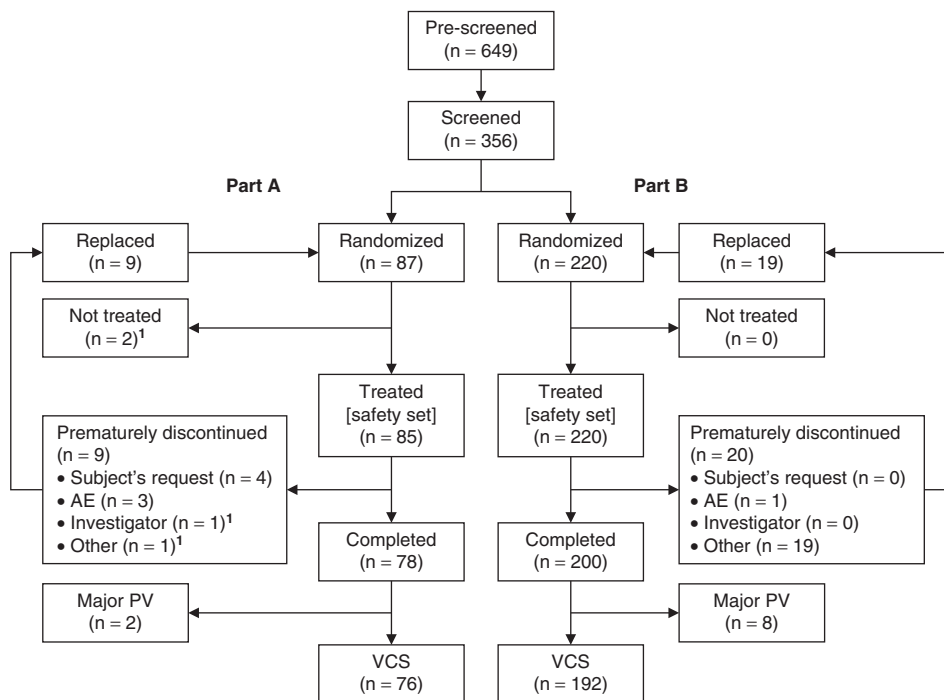 Pre-screened
(n = 649)
Screened
(n = 356)
Part A
Part B
Replaced
(n = 9)
Randomized
(n = 87)
Randomized
(n = 220)
Replaced
(n = 19)
Not treated
(n = 2)¹
Not treated
(n = 0)
Treated
[safety set]
(n = 85)
Treated
[safety set]
(n = 220)
Prematurely discontinued
(n = 9)
• Subject's request (n = 4)
• AE (n = 3)
• Investigator (n = 1)¹
• Other (n = 1)¹
Prematurely discontinued
(n = 20)
• Subject's request (n = 0)
• AE (n = 1)
• Investigator (n = 0)
• Other (n = 19)
Completed
(n = 78)
Completed
(n = 200)
Major PV
(n = 2)
Major PV
(n = 8)
VCS
(n = 76)
VCS
(n = 192)